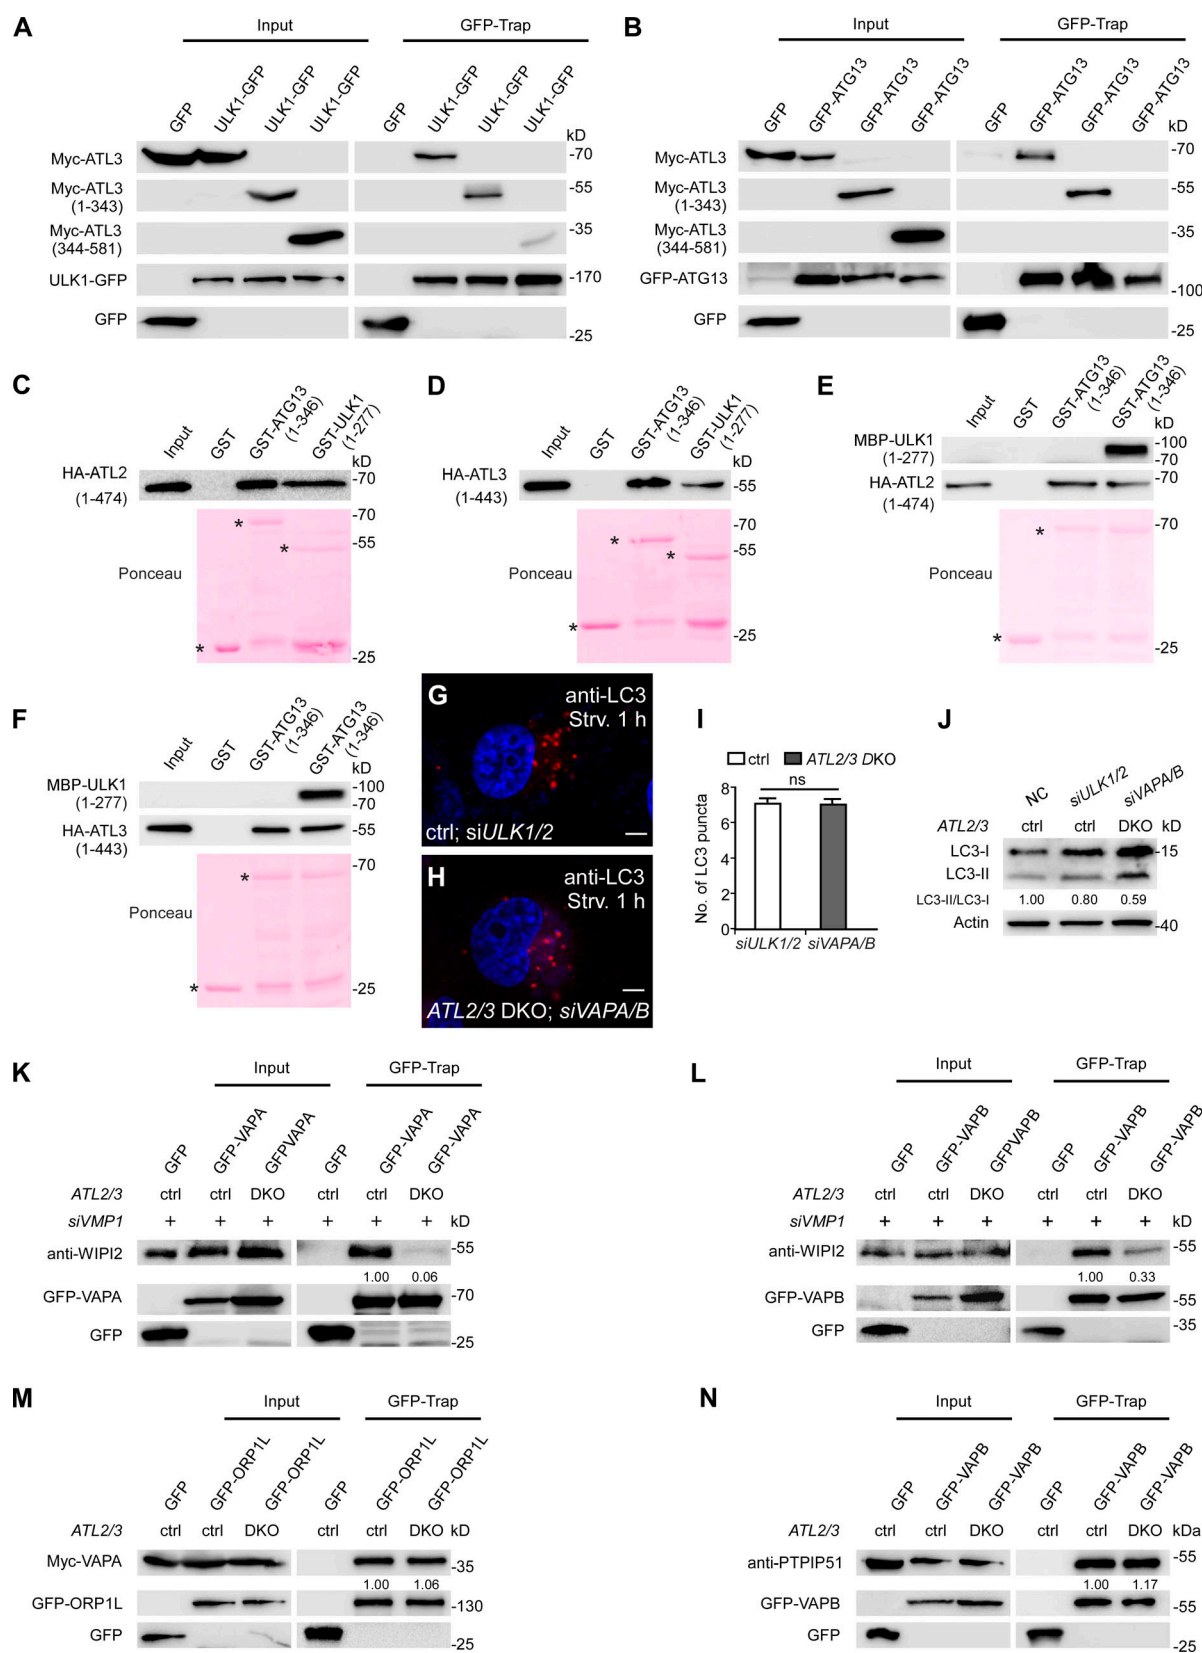 A
Input
GFP-Trap
GFP
ULK1-GFP
ULK1-GFP
ULK1-GFP
GFP
ULK1-GFP
ULK1-GFP
ULK1-GFP
kD
Myc-ATL3
-70
Myc-ATL3
(1-343)
-55
Myc-ATL3
(344-581)
-35
ULK1-GFP
-170
GFP
-25
B
Input
GFP-Trap
GFP
GFP-ATG13
GFP-ATG13
GFP-ATG13
GFP
GFP-ATG13
GFP-ATG13
GFP-ATG13
kD
Myc-ATL3
-70
Myc-ATL3
(1-343)
-55
Myc-ATL3
(344-581)
-35
GFP-ATG13
-100
GFP
-25
C
Input
GST
GST-ATG13
(1-346)
GST-ULK1
(1-277)
kD
HA-ATL2
(1-474)
-70
-70
-55
*
*
Ponceau
*
-25
D
Input
GST
GST-ATG13
(1-346)
GST-ULK1
(1-277)
kD
HA-ATL3
(1-443)
-55
-70
-55
*
*
Ponceau
*
-25
E
Input
GST
GST-ATG13
(1-346)
GST-ATG13
(1-346)
kD
MBP-ULK1
(1-277)
-100
-70
HA-ATL2
(1-474)
-70
-70
*
Ponceau
*
-25
F
Input
GST
GST-ATG13
(1-346)
GST-ATG13
(1-346)
kD
MBP-ULK1
(1-277)
-100
-70
HA-ATL3
(1-443)
-55
-70
*
Ponceau
*
-25
G
anti-LC3
Strv. 1 h
ctrl; siULK1/2
H
anti-LC3
Strv. 1 h
ATL2/3 DKO; siVAPA/B
I
ctrl
ATL2/3 DKO
ns
No. of LC3 puncta
8
6
4
2
0
siULK1/2
siVAPA/B
J
NC
siULK1/2
siVAPA/B
ATL2/3 ctrl ctrl DKO kD
LC3-I
-15
LC3-II
LC3-II/LC3-I 1.00 0.80 0.59
Actin
-40
K
Input
GFP-Trap
GFP
GFP-VAPA
GFPVAPA
GFP
GFP-VAPA
GFP-VAPA
ATL2/3 ctrl ctrl DKO ctrl ctrl DKO
siVMP1 + + + + + + kD
anti-WIPI2
-55
1.00 0.06
GFP-VAPA
-70
GFP
-25
L
Input
GFP-Trap
GFP
GFP-VAPB
GFPVAPB
GFP
GFP-VAPB
GFP-VAPB
ATL2/3 ctrl ctrl DKO ctrl ctrl DKO
siVMP1 + + + + + + kD
anti-WIPI2
-55
1.00 0.33
GFP-VAPB
-55
GFP
-35
M
Input
GFP-Trap
GFP
GFP-ORP1L
GFP-ORP1L
GFP
GFP-ORP1L
GFP-ORP1L
ATL2/3 ctrl ctrl DKO ctrl ctrl DKO kD
Myc-VAPA
-35
1.00 1.06
GFP-ORP1L
-130
GFP
-25
N
Input
GFP-Trap
GFP
GFP-VAPB
GFP-VAPB
GFP
GFP-VAPB
GFP-VAPB
ATL2/3 ctrl ctrl DKO ctrl ctrl DKO kDa
anti-PTPIP51
-55
1.00 1.17
GFP-VAPB
-55
GFP
-25